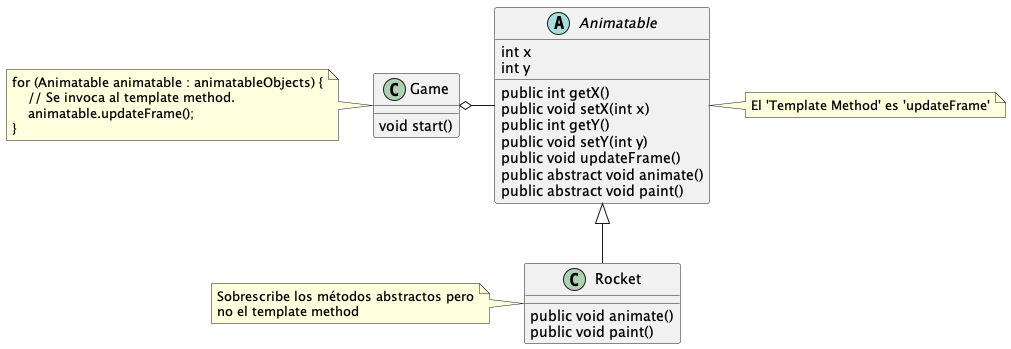 A Animatable
int x
int y
public int getX()
public void setX(int x)
public int getY()
public void setY(int y)
public void updateFrame()
public abstract void animate()
public abstract void paint()
for (Animatable animatable : animatableObjects) {
// Se invoca al template method.
animatable.updateFrame();
}
C Game
void start()
El 'Template Method' es 'updateFrame'
Sobrescribe los métodos abstractos pero
no el template method
C Rocket
public void animate()
public void paint()